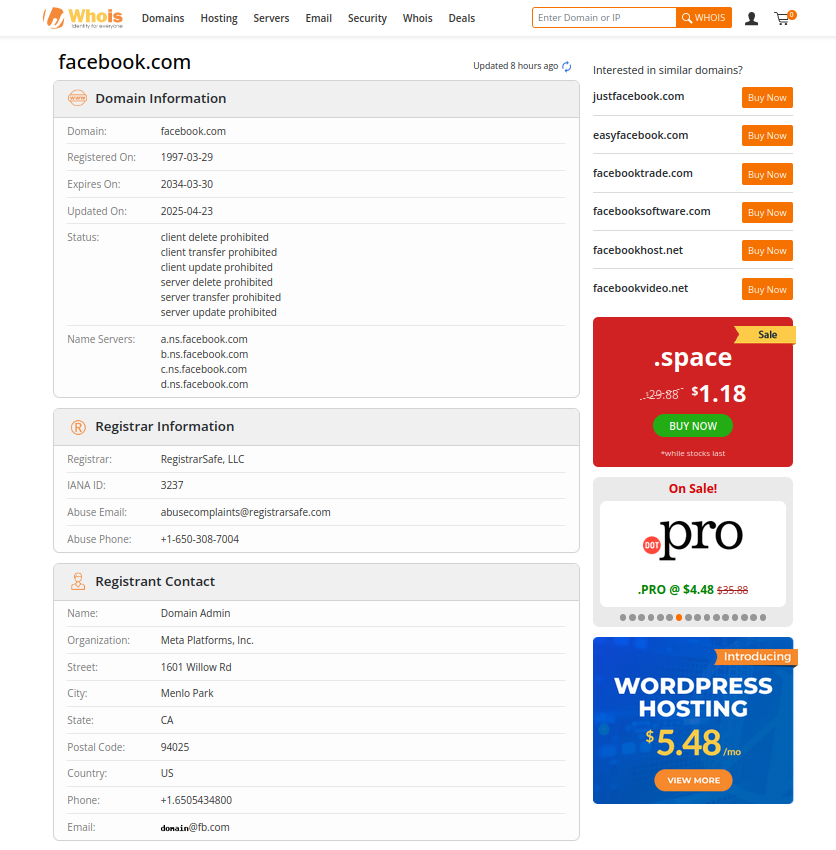 Whois
Identity for everyone
Domains Hosting Servers Email Security Whois Deals
Enter Domain or IP
WHOIS
0
facebook.com
Updated 8 hours ago
www
Domain Information
Domain: facebook.com
Registered On: 1997-03-29
Expires On: 2034-03-30
Updated On: 2025-04-23
Status: client delete prohibited
client transfer prohibited
client update prohibited
server delete prohibited
server transfer prohibited
server update prohibited
Name Servers: a.ns.facebook.com
b.ns.facebook.com
c.ns.facebook.com
d.ns.facebook.com
R
Registrar Information
Registrar: RegistrarSafe, LLC
IANA ID: 3237
Abuse Email: abusecomplaints@registrarsafe.com
Abuse Phone: +1-650-308-7004
Registrant Contact
Name: Domain Admin
Organization: Meta Platforms, Inc.
Street: 1601 Willow Rd
City: Menlo Park
State: CA
Postal Code: 94025
Country: US
Phone: +1.6505434800
Email: domain@fb.com
Interested in similar domains?
justfacebook.com Buy Now
easyfacebook.com Buy Now
facebooktrade.com Buy Now
facebooksoftware.com Buy Now
facebookhost.net Buy Now
facebookvideo.net Buy Now
Sale
.space
$29.88 $1.18
BUY NOW
*while stocks last
On Sale!
DOT pro
.PRO @ $4.48 $35.88
Introducing
WORDPRESS
HOSTING
$5.48/mo
VIEW MORE